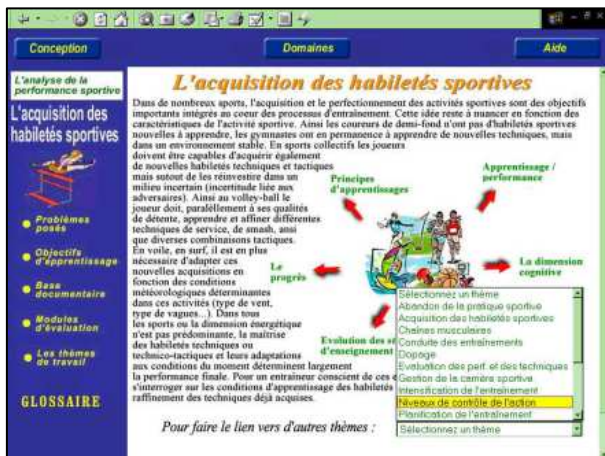 Conception
Domaines
Aide
L'analyse de la
performance sportive
L'acquisition des
habiletés sportives
Problèmes
posés
Objectifs
d'apprentissage
Base
documentaire
Modules
d'évaluation
Les thèmes
de travail
GLOSSAIRE
L'acquisition des habiletés sportives
Dans de nombreux sports, l'acquisition et le perfectionnement des activités sportives sont des objectifs
importants intégrés au coeur des processus d'entraînement. Cette idée reste à nuancer en fonction des
caractéristiques de l'activité sportive. Ainsi les coureurs de demi-fond n'ont pas d'habiletés sportives
nouvelles à apprendre, les gymnastes ont en permanence à apprendre de nouvelles techniques, mais
dans un environnement stable. En sports collectifs les joueurs
doivent être capables d'acquérir également
de nouvelles habiletés techniques et tactiques
mais surtout de les réinvestir dans un
milieu incertain (incertitude liée aux
adversaires). Ainsi au volley-ball le
joueur doit, parallèlement à ses qualités
de détente, apprendre et affiner différentes
techniques de service, de smash, ainsi
que diverses combinaisons tactiques.
En voile, en surf, il est en plus
nécessaire d'adapter ces
nouvelles acquisitions en
fonction des conditions
météorologiques déterminantes
dans ces activités (type de vent,
type de vagues...). Dans tous
les sports ou la dimension énergétique
n'est pas prédominante, la maîtrise
des habiletés techniques ou
technico-tactiques et leurs adaptations
aux conditions du moment déterminent largement
la performance finale. Pour un entraîneur conscient de ces
s'interroger sur les conditions d'apprentissage des habiletés
raffinement des techniques déjà acquises.
Principes
d'apprentissages
Apprentissage /
performance
Le
progrès
La dimension
cognitive
Evolution des
d'enseignement
Sélectionnez un thème
Abandon de la pratique sportive
Acquisition des habiletés sportives
Chaînes musculaires
Conduite des entraînements
Dopage
Evaluation des perf. et des techniques
Gestion de la carrière sportive
Intensification de l'entraînement
Niveaux de contrôle de l'action
Planification de l'entraînement
Pour faire le lien vers d'autres thèmes :
Sélectionnez un thème